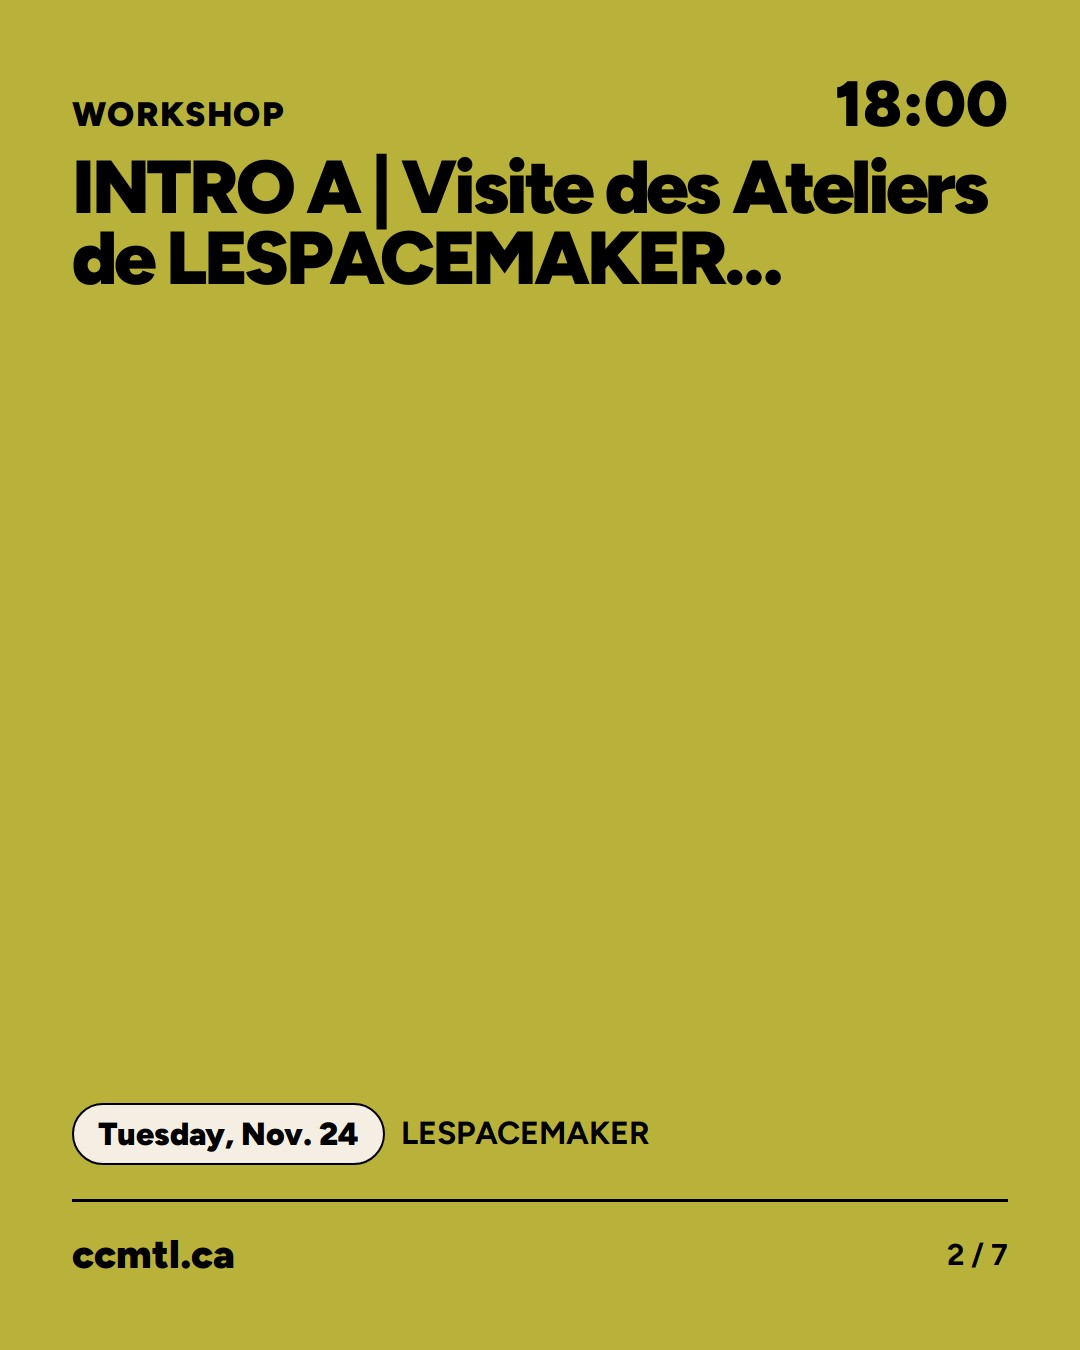 WORKSHOP
18:00
INTRO A | Visite des Ateliers
de LESPACEMAKER...
Tuesday, Nov. 24
LESPACEMAKER
ccmtl.ca
2 / 7